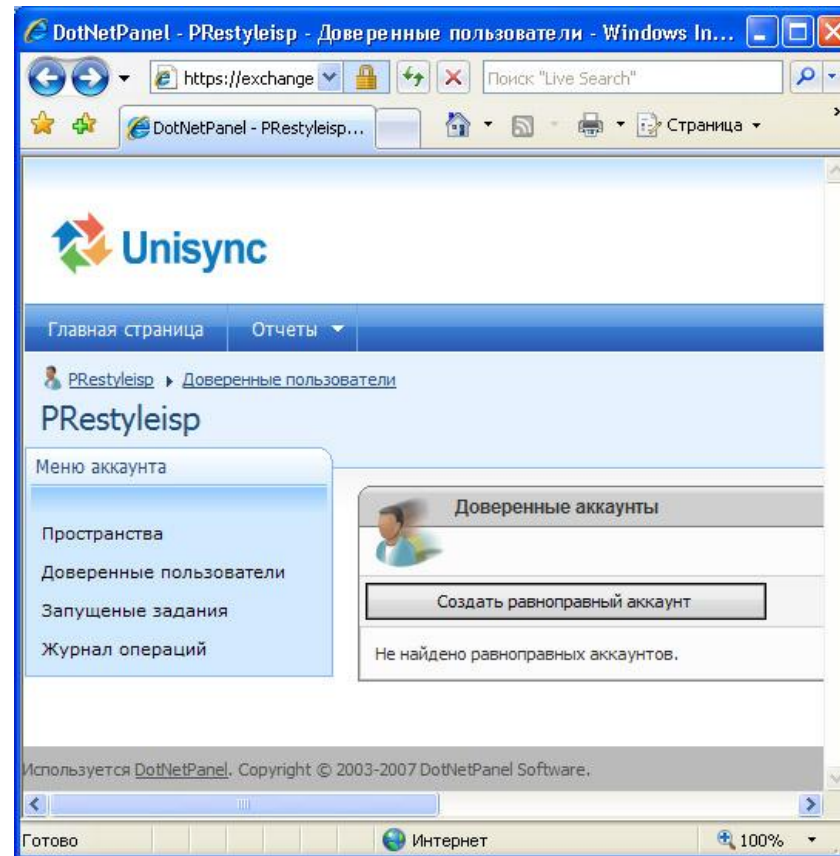 DotNetPanel - PRestyleisp - Доверенные пользователи - Windows In...
https://exchange
Поиск "Live Search"
DotNetPanel - PRestyleisp...
Страница
Unisync
Главная страница Отчеты
PRestyleisp Доверенные пользователи
PRestyleisp
Меню аккаунта
Доверенные аккаунты
Пространства
Доверенные пользователи
Создать равноправный аккаунт
Запущеные задания
Журнал операций
Не найдено равноправных аккаунтов.
Используется DotNetPanel. Copyright © 2003-2007 DotNetPanel Software.
Готово Интернет 100%